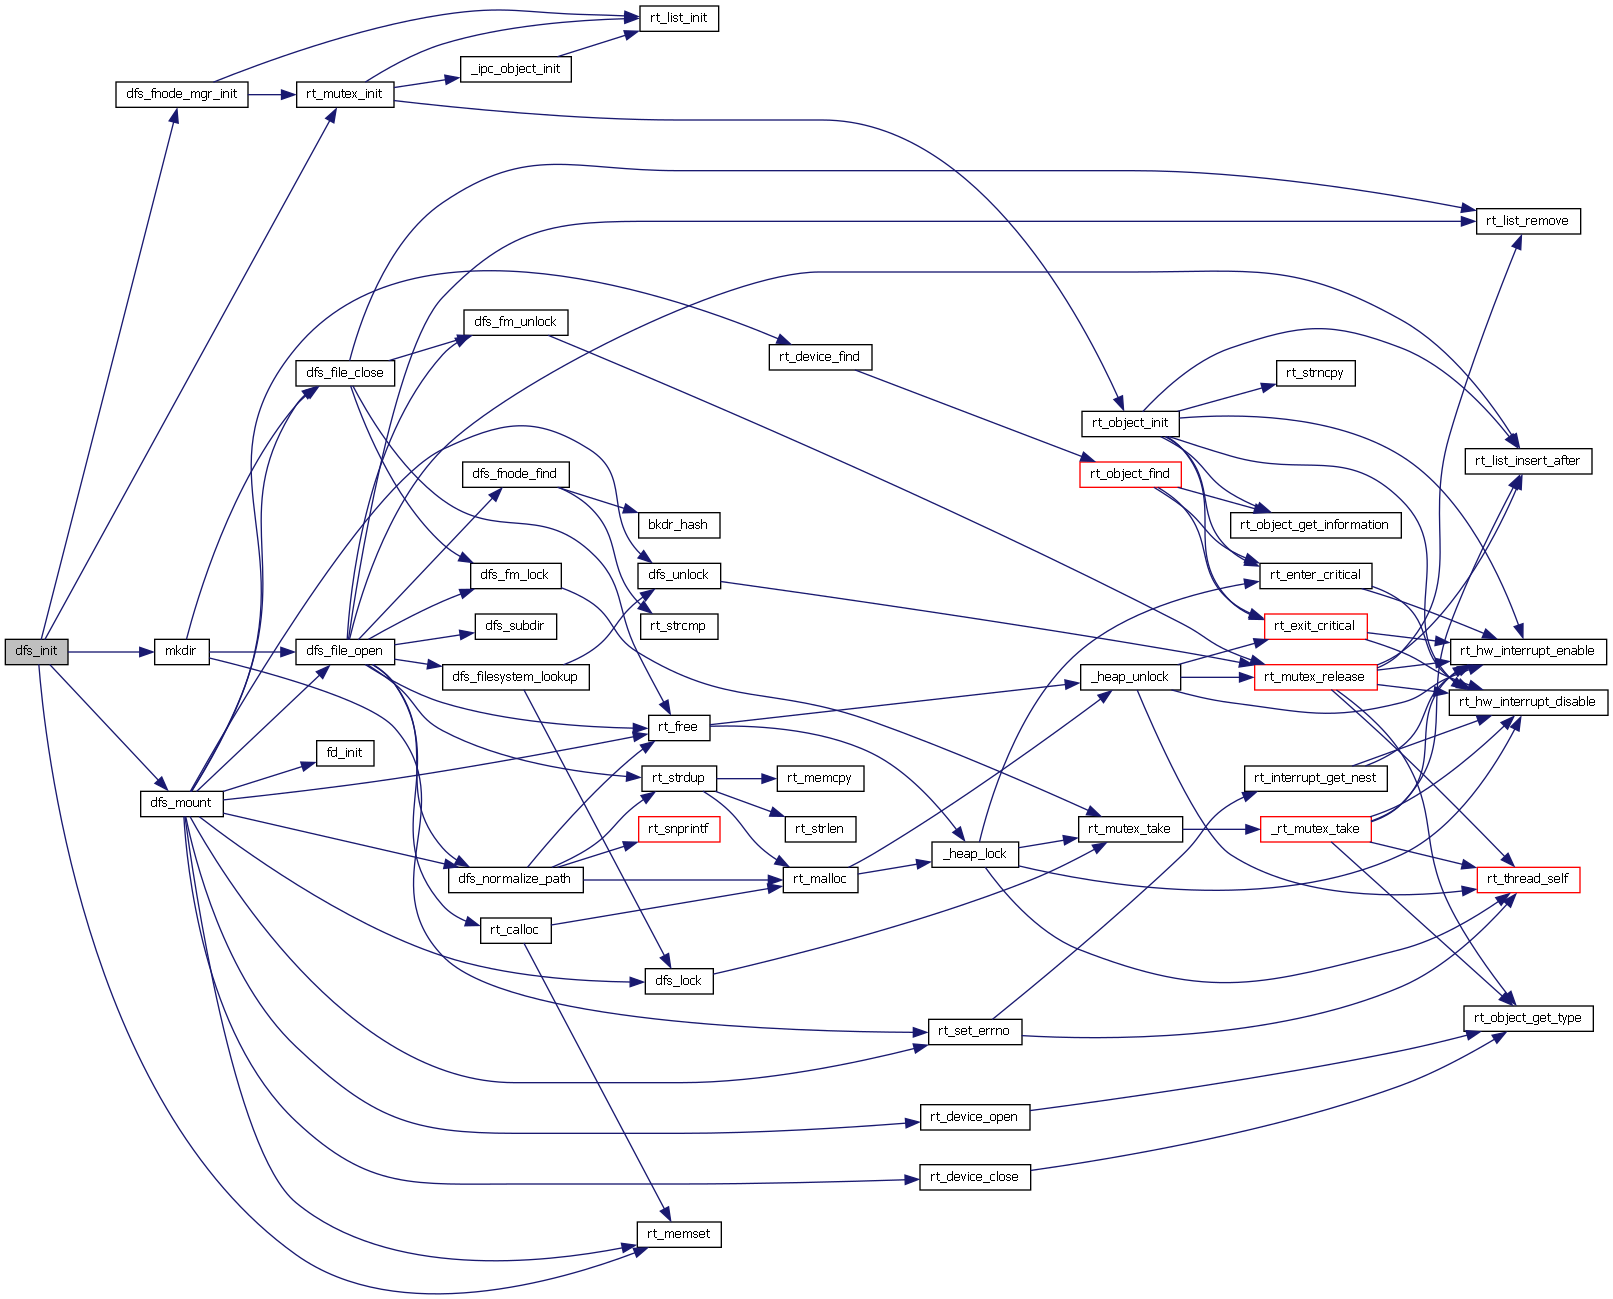 rt_list_init
_ipc_object_init
dfs_fnode_mgr_init
rt_mutex_init
rt_list_remove
dfs_fm_unlock
rt_device_find
dfs_file_close
rt_strncpy
rt_object_init
rt_list_insert_after
dfs_fnode_find
rt_object_find
bkdr_hash
rt_object_get_information
dfs_fm_lock
dfs_unlock
rt_enter_critical
dfs_subdir
rt_strcmp
rt_exit_critical
dfs_init
mkdir
dfs_file_open
rt_hw_interrupt_enable
dfs_filesystem_lookup
_heap_unlock
rt_mutex_release
rt_hw_interrupt_disable
rt_free
fd_init
rt_strdup
rt_memcpy
rt_interrupt_get_nest
dfs_mount
rt_snprintf
rt_strlen
rt_mutex_take
_rt_mutex_take
_heap_lock
dfs_normalize_path
rt_malloc
rt_thread_self
rt_calloc
dfs_lock
rt_set_errno
rt_object_get_type
rt_device_open
rt_device_close
rt_memset